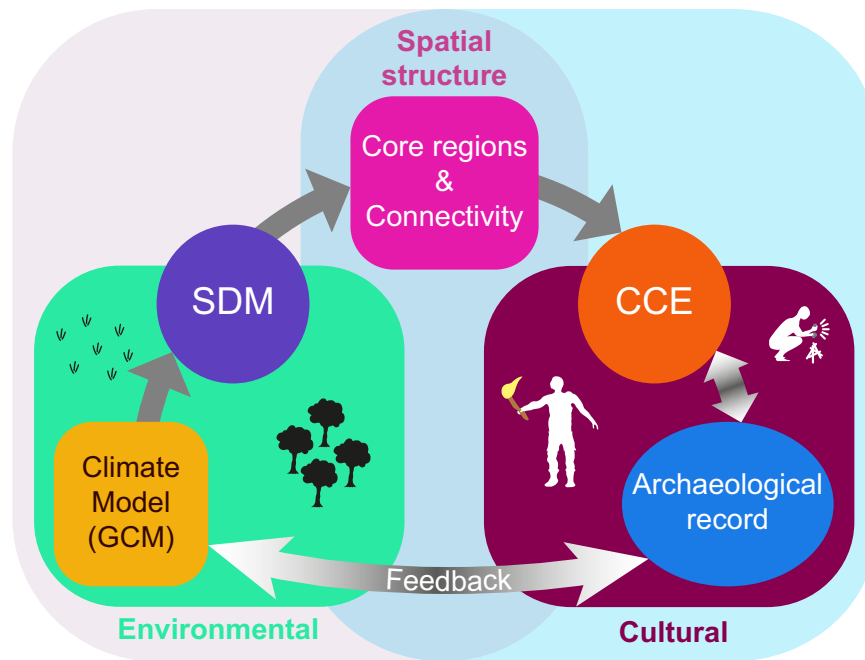 Spatial
structure
Core regions
&
Connectivity
SDM
CCE
Climate
Model
(GCM)
Archaeological
record
Feedback
Environmental
Cultural